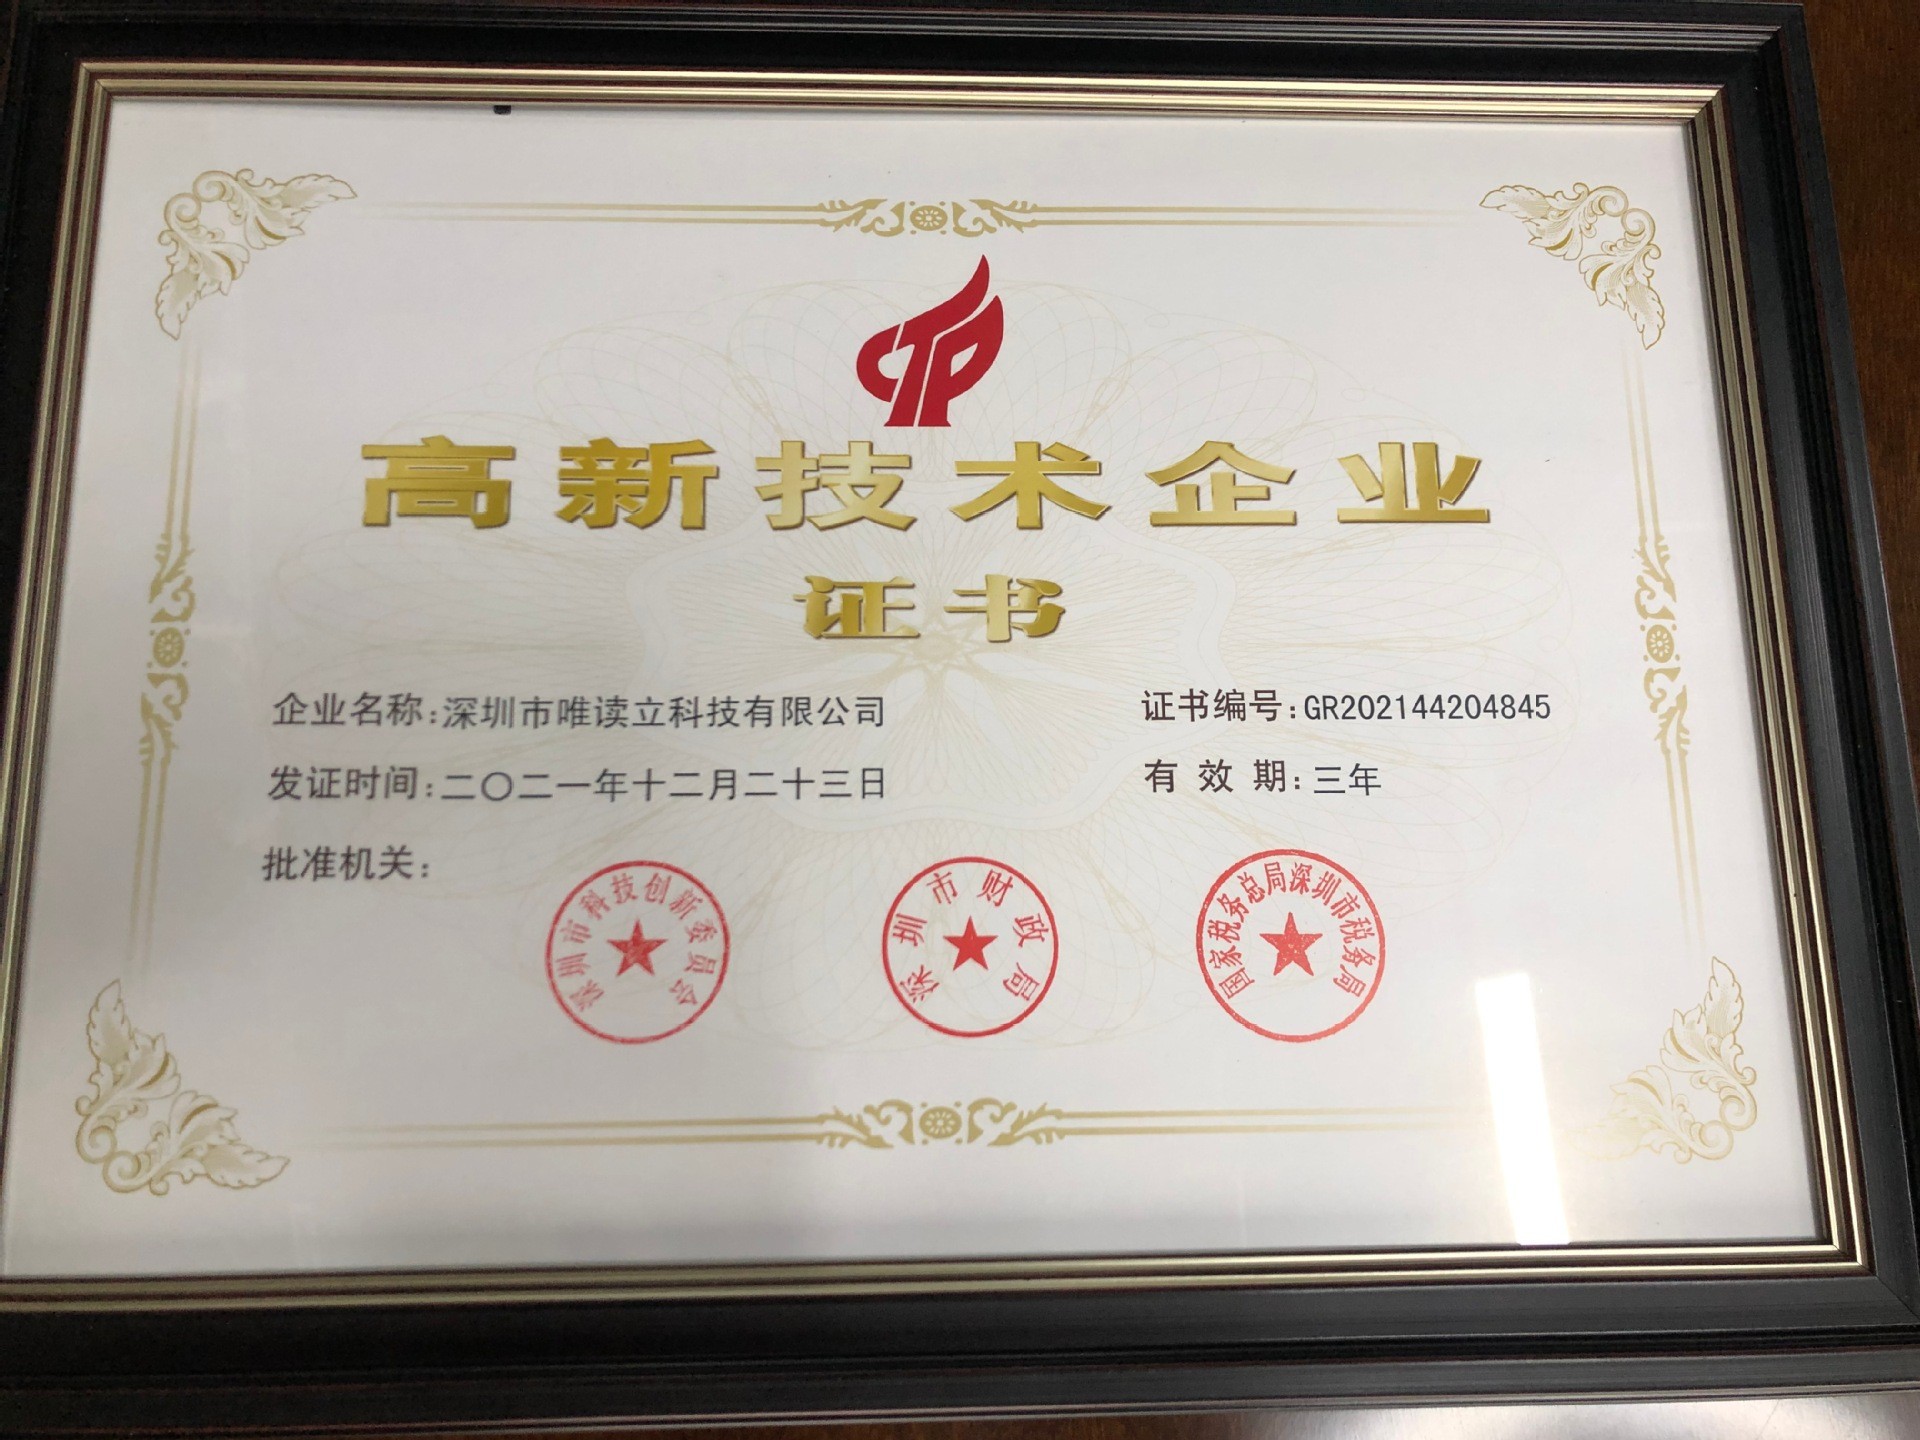 CTP
高新技术企业
证书
企业名称:深圳市唯读立科技有限公司
证书编号:GR202144204845
发证时间:二〇二一年十二月二十三日
有效期:三年
批准机关:
深圳市科技创新委员会
深圳市财政局
国家税务总局深圳市税务局